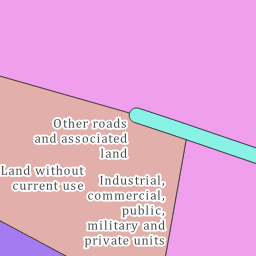 Other roads
and associated
land
Land without
current use
Industrial,
commercial,
public,
military and
private units